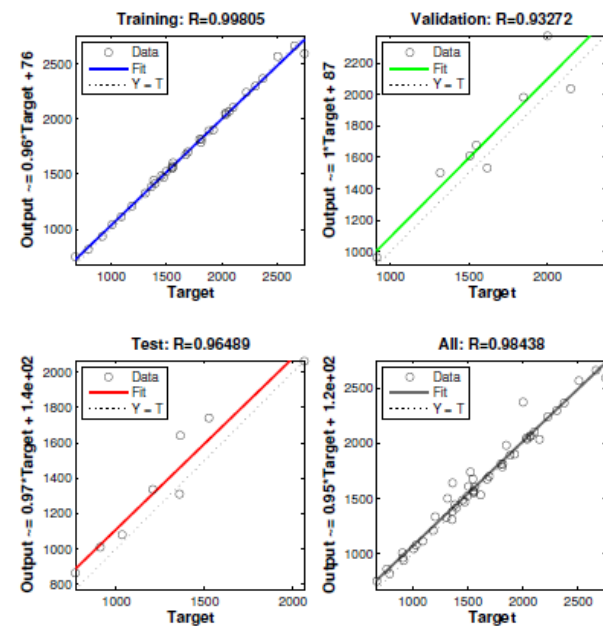 Training: R=0.99805
Output ~= 0.96*Target + 76
Data
Fit
Y = T
2500
2000
1500
1000
1000 1500 2000 2500
Target
Validation: R=0.93272
Output ~= 1*Target + 87
Data
Fit
Y = T
2200
2000
1800
1600
1400
1200
1000
1000 1500 2000
Target
Test: R=0.96489
Output ~= 0.97*Target + 1.4e+02
Data
Fit
Y = T
2000
1800
1600
1400
1200
1000
800
1000 1500 2000
Target
All: R=0.98438
Output ~= 0.95*Target + 1.2e+02
Data
Fit
Y = T
2500
2000
1500
1000
1000 1500 2000 2500
Target